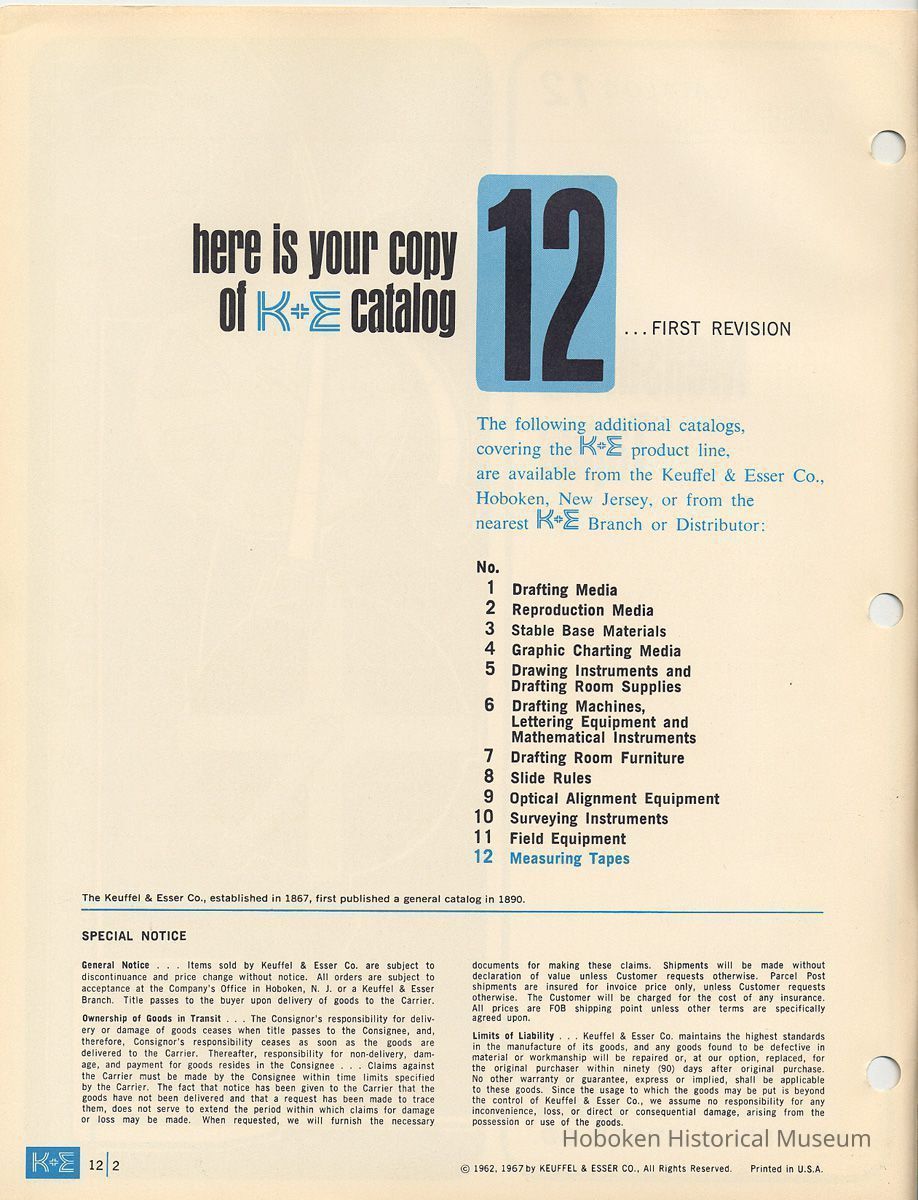 here is your copy
of K+E catalog
12
...FIRST REVISION
The following additional catalogs,
covering the K+E product line,
are available from the Keuffel & Esser Co.,
Hoboken, New Jersey, or from the
nearest K+E Branch or Distributor:
No.
1 Drafting Media
2 Reproduction Media
3 Stable Base Materials
4 Graphic Charting Media
5 Drawing Instruments and
Drafting Room Supplies
6 Drafting Machines,
Lettering Equipment and
Mathematical Instruments
7 Drafting Room Furniture
8 Slide Rules
9 Optical Alignment Equipment
10 Surveying Instruments
11 Field Equipment
12 Measuring Tapes
The Keuffel & Esser Co., established in 1867, first published a general catalog in 1890.
SPECIAL NOTICE
General Notice . . . Items sold by Keuffel & Esser Co. are subject to
discontinuance and price change without notice. All orders are subject to
acceptance at the Company's Office in Hoboken, N. J. or a Keuffel & Esser
Branch. Title passes to the buyer upon delivery of goods to the Carrier.
Ownership of Goods in Transit . . . The Consignor's responsibility for deliv-
ery or damage of goods ceases when title passes to the Consignee, and,
therefore, Consignor's responsibility ceases as soon as the goods are
delivered to the Carrier. Thereafter, responsibility for non-delivery, dam-
age, and payment for goods resides in the Consignee . . . Claims against
the Carrier must be made by the Consignee within time limits specified
by the Carrier. The fact that notice has been given to the Carrier that the
goods have not been delivered and that a request has been made to trace
them, does not serve to extend the period within which claims for damage
or loss may be made. When requested, we will furnish the necessary
documents for making these claims. Shipments will be made without
declaration of value unless Customer requests otherwise. Parcel Post
shipments are insured for invoice price only, unless Customer requests
otherwise. The Customer will be charged for the cost of any insurance.
All prices are FOB shipping point unless other terms are specifically
agreed upon.
Limits of Liability . . . Keuffel & Esser Co. maintains the highest standards
in the manufacture of its goods, and any goods found to be defective in
material or workmanship will be repaired or, at our option, replaced, for
the original purchaser within ninety (90) days after original purchase.
No other warranty or guarantee, express or implied, shall be applicable
to these goods. Since the usage to which the goods may be put is beyond
the control of Keuffel & Esser Co., we assume no responsibility for any
inconvenience, loss, or direct or consequential damage, arising from the
possession or use of the goods.
Hoboken Historical Museum
K+E 12|2
© 1962, 1967 by KEUFFEL & ESSER CO., All Rights Reserved. Printed in U.S.A.